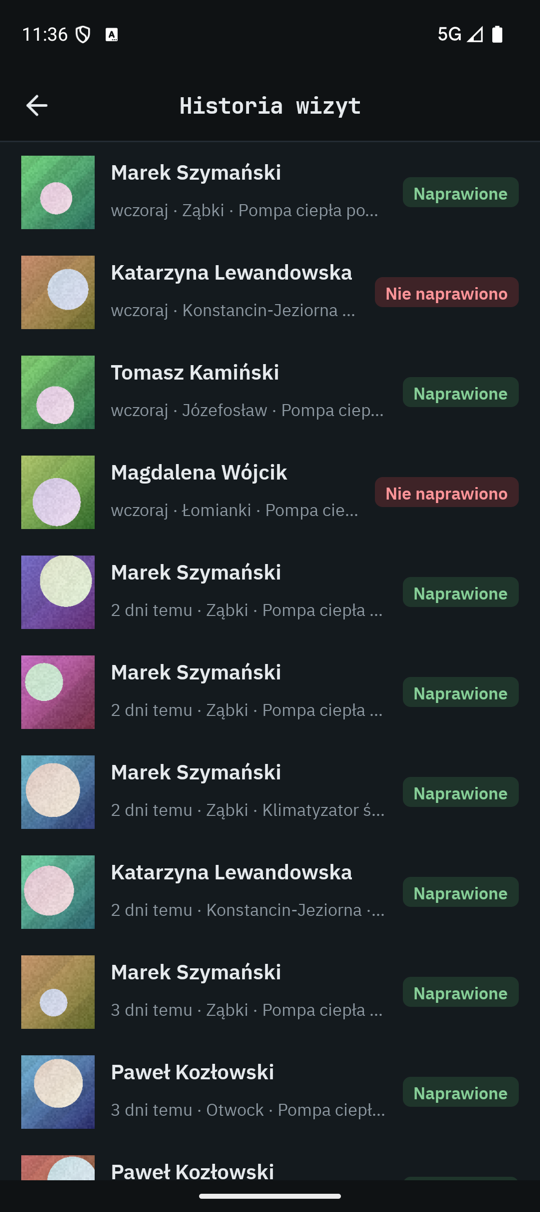 11:36 A 5G
Historia wizyt
Marek Szymański
wczoraj · Ząbki · Pompa ciepła po...
Naprawione
Katarzyna Lewandowska
wczoraj · Konstancin-Jeziorna ...
Nie naprawiono
Tomasz Kamiński
wczoraj · Józefosław · Pompa ciep...
Naprawione
Magdalena Wójcik
wczoraj · Łomianki · Pompa cie...
Nie naprawiono
Marek Szymański
2 dni temu · Ząbki · Pompa ciepła ...
Naprawione
Marek Szymański
2 dni temu · Ząbki · Pompa ciepła ...
Naprawione
Marek Szymański
2 dni temu · Ząbki · Klimatyzator ś...
Naprawione
Katarzyna Lewandowska
2 dni temu · Konstancin-Jeziorna ·...
Naprawione
Marek Szymański
3 dni temu · Ząbki · Pompa ciepła ...
Naprawione
Paweł Kozłowski
3 dni temu · Otwock · Pompa ciepł...
Naprawione
Paweł Kozłowski